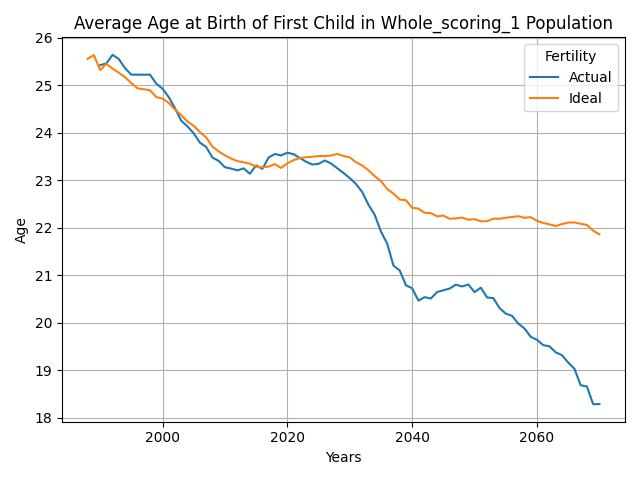 Average Age at Birth of First Child in Whole_scoring_1 Population
26
25
24
23
22
21
20
19
18
Age
Fertility
Actual
Ideal
2000 2020 2040 2060
Years